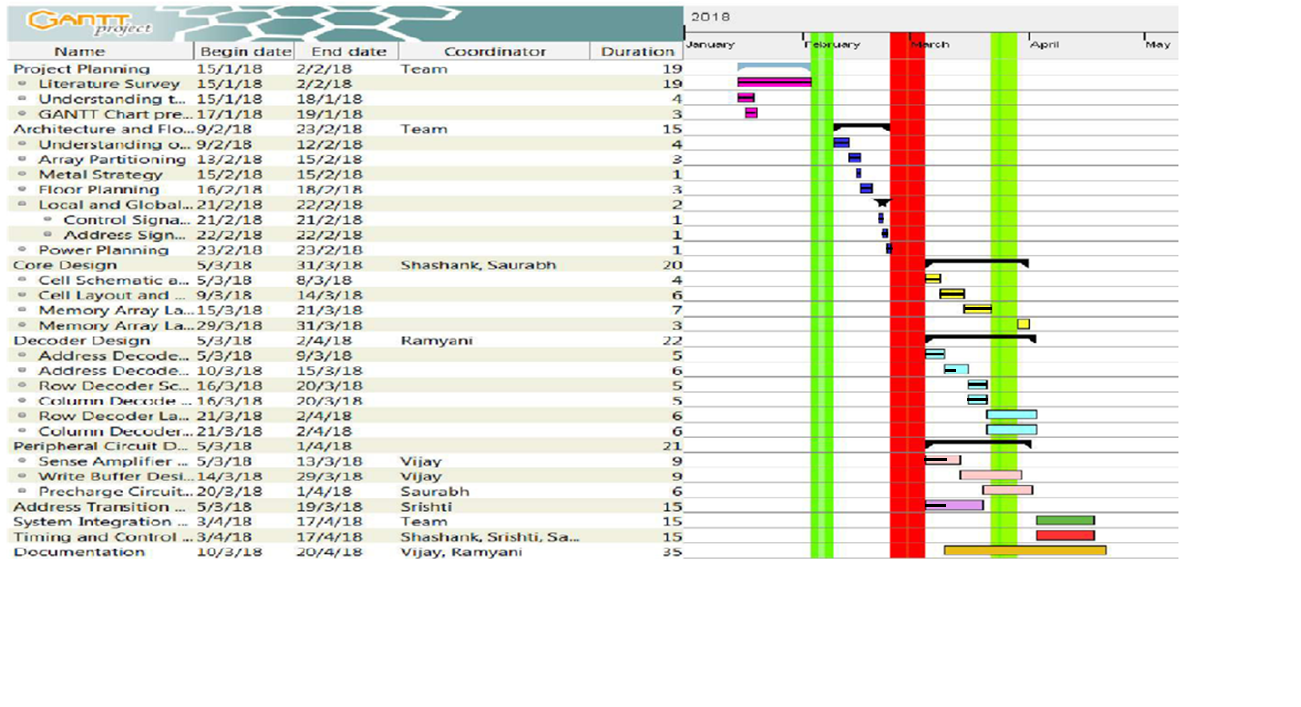 GANTT
project
2018
January February March April May
Name Begin date End date Coordinator Duration
Project Planning 15/1/18 2/2/18 Team 19
Literature Survey 15/1/18 2/2/18 19
Understanding t... 15/1/18 18/1/18 4
GANTT Chart pre... 17/1/18 19/1/18 3
Architecture and Flo... 9/2/18 23/2/18 Team 15
Understanding o... 9/2/18 12/2/18 4
Array Partitioning 13/2/18 15/2/18 3
Metal Strategy 15/2/18 15/2/18 1
Floor Planning 16/2/18 18/2/18 3
Local and Global... 21/2/18 22/2/18 2
Control Signa... 21/2/18 21/2/18 1
Address Sign... 22/2/18 22/2/18 1
Power Planning 23/2/18 23/2/18 1
Core Design 5/3/18 31/3/18 Shashank, Saurabh 20
Cell Schematic a... 5/3/18 8/3/18 4
Cell Layout and ... 9/3/18 14/3/18 6
Memory Array La... 15/3/18 21/3/18 7
Memory Array La... 29/3/18 31/3/18 3
Decoder Design 5/3/18 2/4/18 Ramyani 22
Address Decode... 5/3/18 9/3/18 5
Address Decode... 10/3/18 15/3/18 6
Row Decoder Sc... 16/3/18 20/3/18 5
Column Decode... 16/3/18 20/3/18 5
Row Decoder La... 21/3/18 2/4/18 6
Column Decoder... 21/3/18 2/4/18 6
Peripheral Circuit D... 5/3/18 1/4/18 21
Sense Amplifier ... 5/3/18 13/3/18 Vijay 9
Write Buffer Desi... 14/3/18 29/3/18 Vijay 9
Precharge Circuit... 20/3/18 1/4/18 Saurabh 6
Address Transition ... 5/3/18 19/3/18 Srishti 15
System Integration ... 3/4/18 17/4/18 Team 15
Timing and Control ... 3/4/18 17/4/18 Shashank, Srishti, Sa... 15
Documentation 10/3/18 20/4/18 Vijay, Ramyani 35